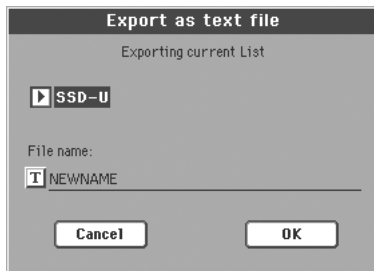 Export as text file
Exporting current List
SSD-U
File name:
T NEWNAME
Cancel OK